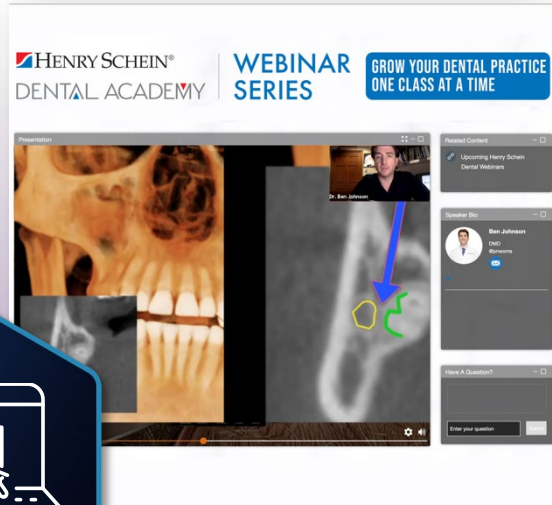 HENRY SCHEIN®
DENTAL ACADEMY
WEBINAR
SERIES
GROW YOUR DENTAL PRACTICE
ONE CLASS AT A TIME
Presentation
Dr. Ben Johnson
Related Content
Upcoming Henry Schein
Dental Webinars
Speaker Bio
Ben Johnson
DMD
@pnwoms
Have A Question?
Enter your question